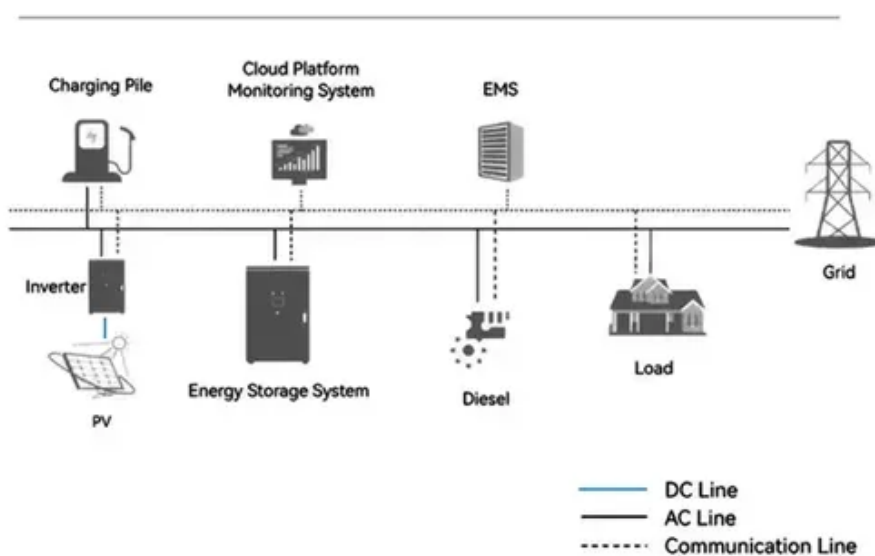 Charging Pile
Cloud Platform
Monitoring System
EMS
Grid
Inverter
Energy Storage System
Load
Diesel
PV
DC Line
AC Line
Communication Line